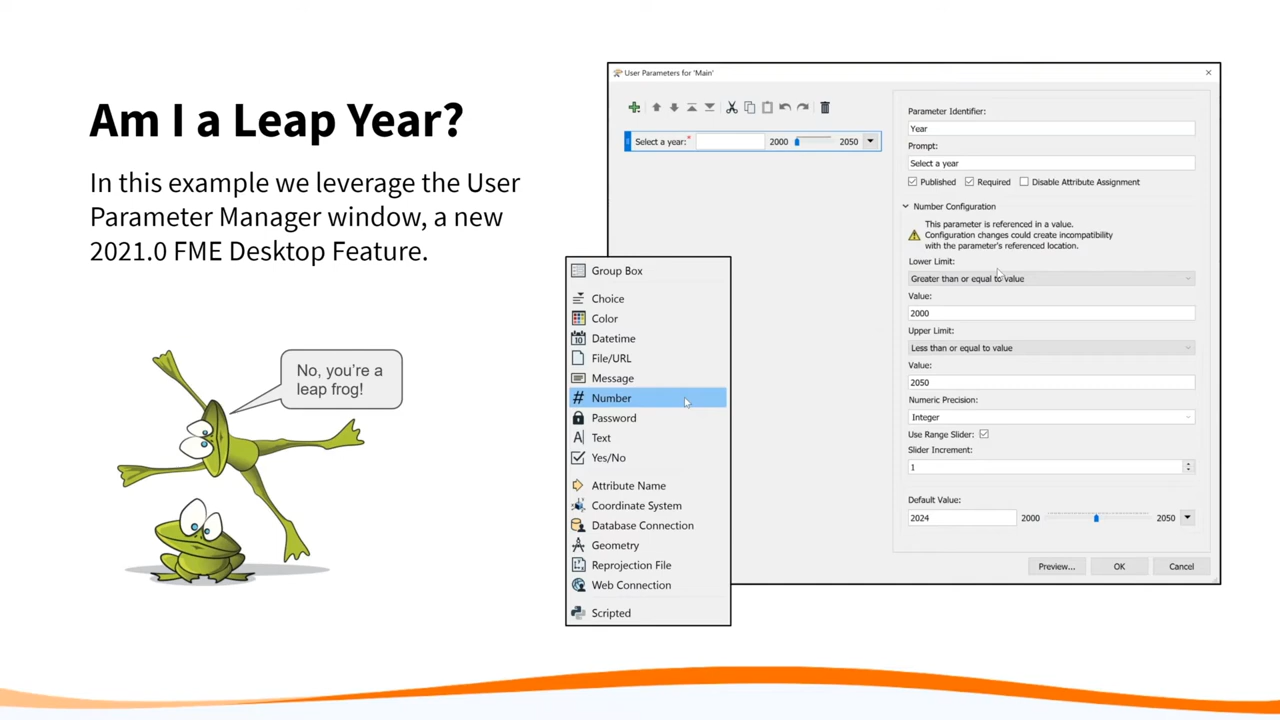 Am I a Leap Year?
In this example we leverage the User
Parameter Manager window, a new
2021.0 FME Desktop Feature.
No, you're a
leap frog!
User Parameters for 'Main'
Select a year:*
2000
2050
Parameter Identifier:
Year
Prompt:
Select a year
Published
Required
Disable Attribute Assignment
Number Configuration
This parameter is referenced in a value.
Configuration changes could create incompatibility
with the parameter's referenced location.
Lower Limit:
Greater than or equal to value
Value:
2000
Upper Limit:
Less than or equal to value
Value:
2050
Numeric Precision:
Integer
Use Range Slider:
Slider Increment:
1
Default Value:
2024
2000
2050
Preview...
OK
Cancel
Group Box
Choice
Color
10
Datetime
File/URL
Message
# Number
Password
A Text
Yes/No
Attribute Name
Coordinate System
Database Connection
Geometry
Reprojection File
Web Connection
Scripted